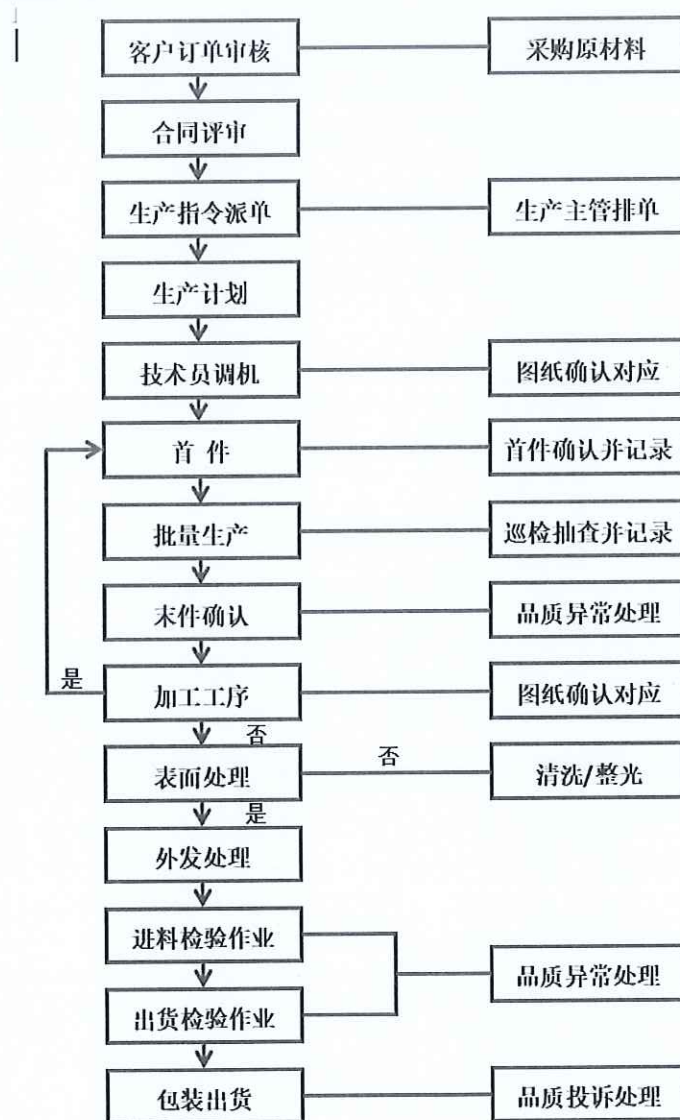 客户订单审核
采购原材料
合同评审
生产指令派单
生产主管排单
生产计划
技术员调机
图纸确认对应
首 件
首件确认并记录
批量生产
巡检抽查并记录
末件确认
品质异常处理
是
加工工序
图纸确认对应
否
表面处理
否
清洗/整光
是
外发处理
进料检验作业
品质异常处理
出货检验作业
包装出货
品质投诉处理